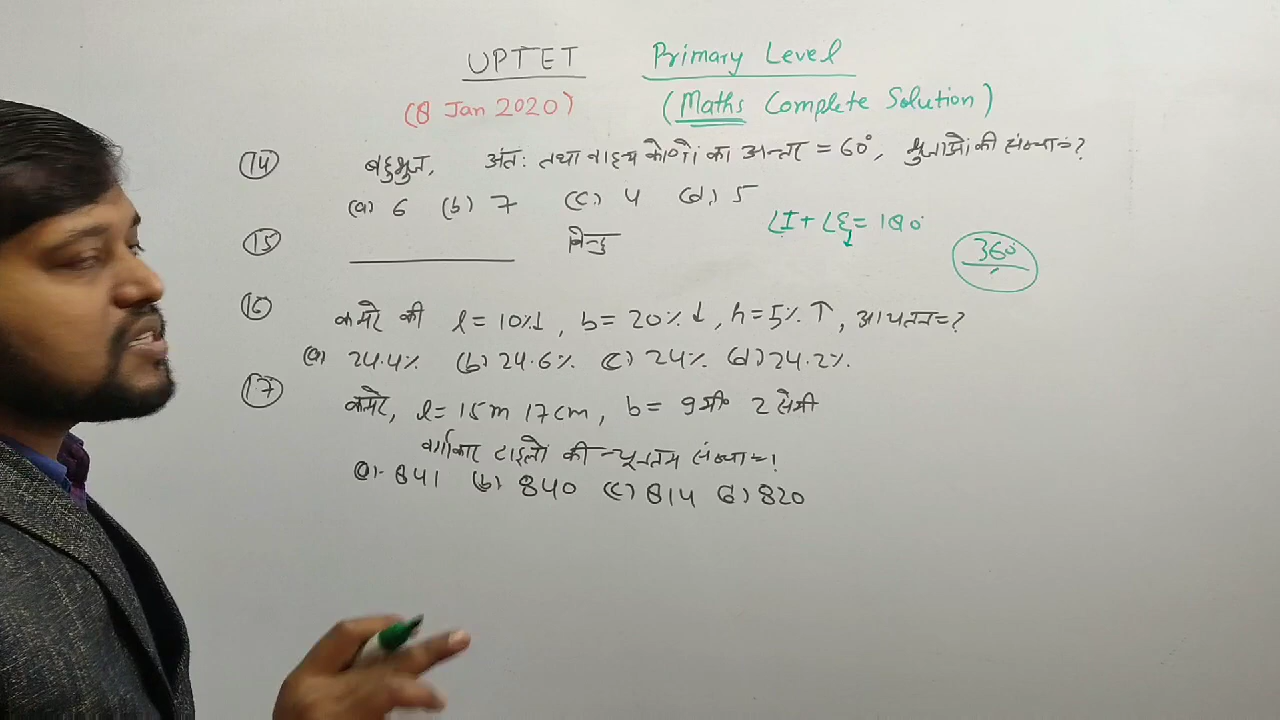 UPTET Primary Level
(8 Jan 2020) (Maths Complete Solution)
(14) बहुभुज, अंतः तथा वाह्य कोणों का अन्तर = 60°, भुजाओं की संख्या=?
(a) 6 (b) 7 (c) 4 (d) 5
∠I + ∠E = 180°
360°
(15) बिन्दु
(16) कमरे की l = 10%↓, b = 20%↓, h = 5%↑, आयतन=?
(a) 24.4% (b) 24.6% (c) 24% (d) 24.2%.
(17) कमरे, l = 15m 17cm, b = 9मी० 2 सेमी
वर्गाकार टाइलों की न्यूनतम संख्या=?
(a) 841 (b) 840 (c) 814 (d) 820